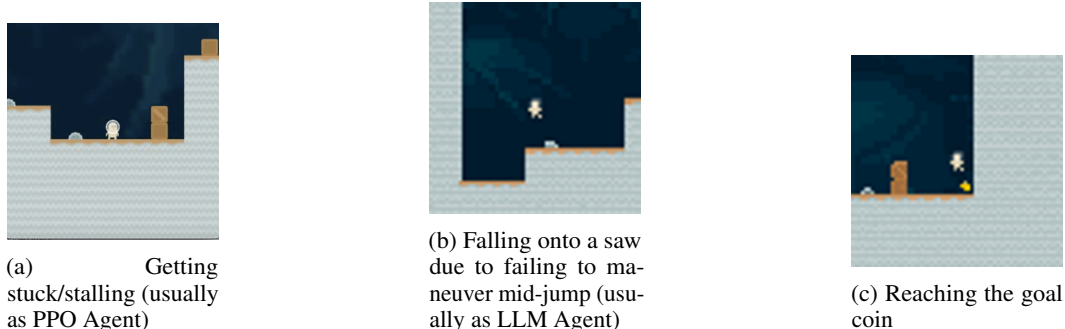 (a) Getting
stuck/stalling (usually
as PPO Agent)
(b) Falling onto a saw
due to failing to ma-
neuver mid-jump (usu-
ally as LLM Agent)
(c) Reaching the goal
coin